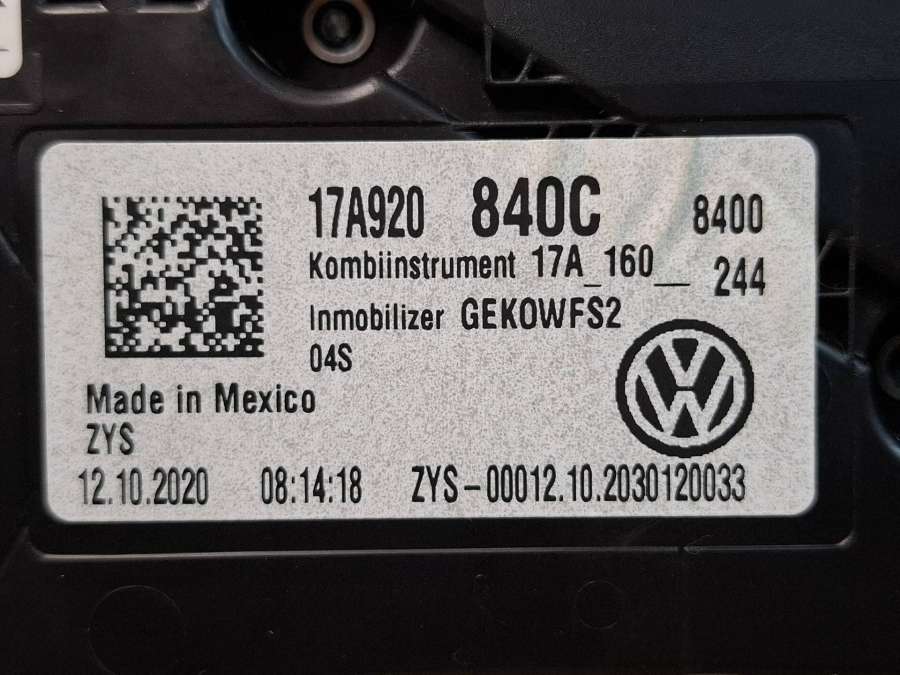 17A920 840C 8400
Kombiinstrument 17A_160__ 244
Inmobilizer GEKOWFS2
04S
Made in Mexico
ZYS
12.10.2020 08:14:18 ZYS-00012.10.2030120033